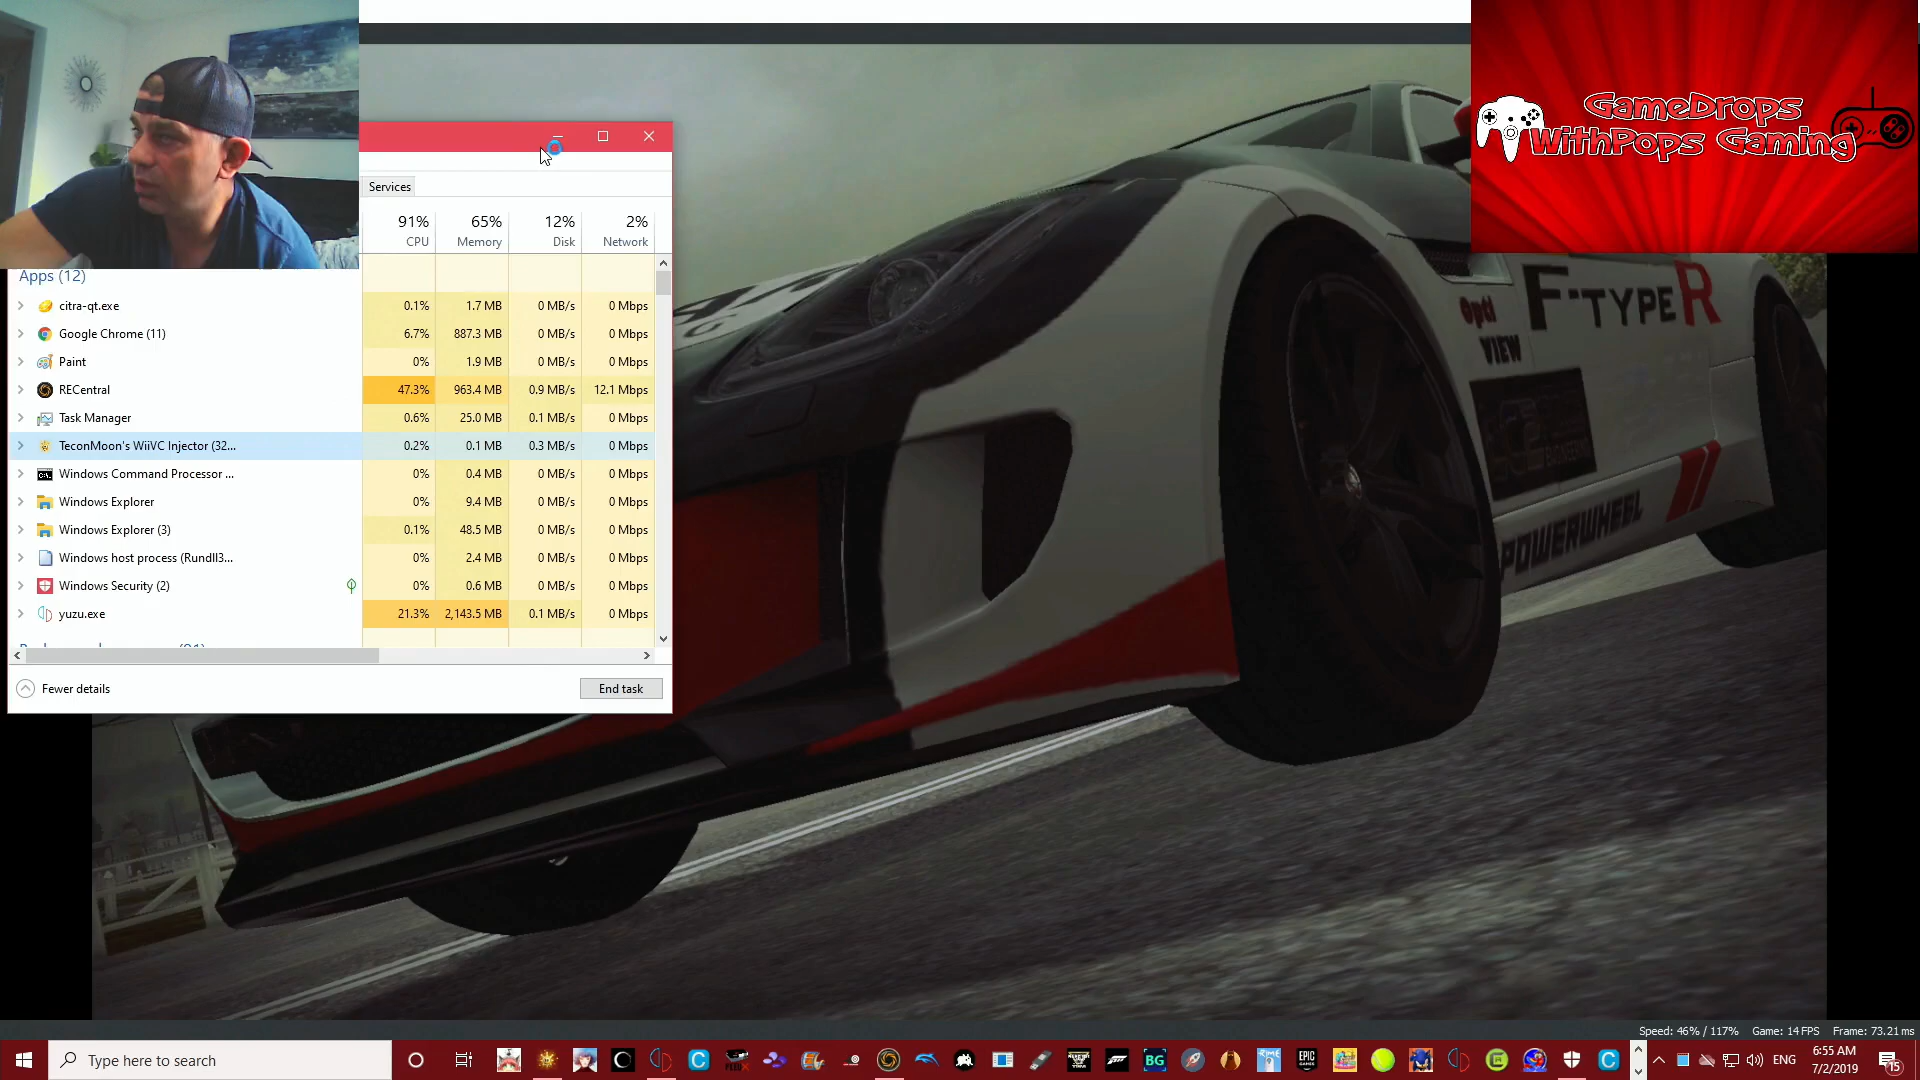 GameDrops
WithPops Gaming
Services
91% 65% 12% 2%
CPU Memory Disk Network
Apps (12)
citra-qt.exe 0.1% 1.7 MB 0 MB/s 0 Mbps
Google Chrome (11) 6.7% 887.3 MB 0 MB/s 0 Mbps
Paint 0% 1.9 MB 0 MB/s 0 Mbps
RECentral 47.3% 963.4 MB 0.9 MB/s 12.1 Mbps
Task Manager 0.6% 25.0 MB 0.1 MB/s 0 Mbps
TeconMoon's WiiVC Injector (32... 0.2% 0.1 MB 0.3 MB/s 0 Mbps
Windows Command Processor ... 0% 0.4 MB 0 MB/s 0 Mbps
Windows Explorer 0% 9.4 MB 0 MB/s 0 Mbps
Windows Explorer (3) 0.1% 48.5 MB 0 MB/s 0 Mbps
Windows host process (Rundll3... 0% 2.4 MB 0 MB/s 0 Mbps
Windows Security (2) 0% 0.6 MB 0 MB/s 0 Mbps
yuzu.exe 21.3% 2,143.5 MB 0.1 MB/s 0 Mbps
Fewer details
End task
F-TYPE R
Opti
VIEW
POWERWHEEL
Speed: 46% / 117% Game: 14 FPS Frame: 73.21 ms
Type here to search
BG
EPIC
GAMES
ENG
6:55 AM
7/2/2019
15